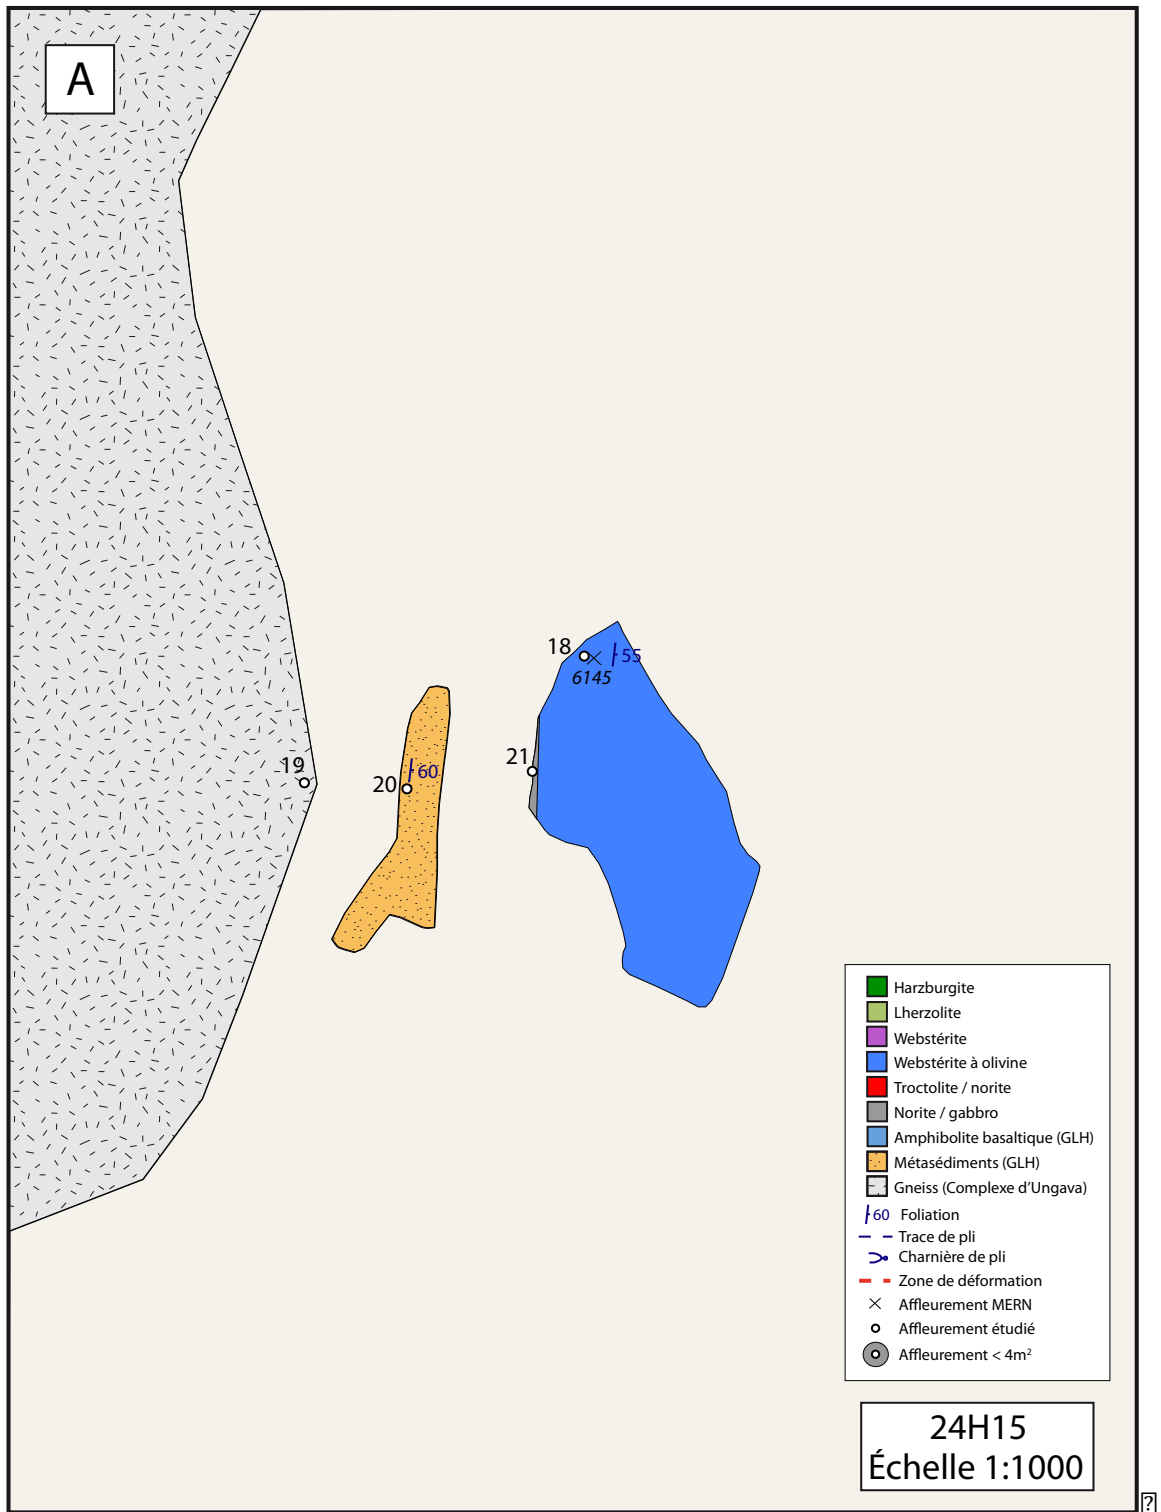 A
18
55
6145
21
19
60
20
Harzburgite
Lherzolite
Webstérite
Webstérite à olivine
Troctolite / norite
Norite / gabbro
Amphibolite basaltique (GLH)
Métasédiments (GLH)
Gneiss (Complexe d'Ungava)
60 Foliation
Trace de pli
Charnière de pli
Zone de déformation
Affleurement MERN
Affleurement étudié
Affleurement < 4m²
24H15
Échelle 1:1000
?